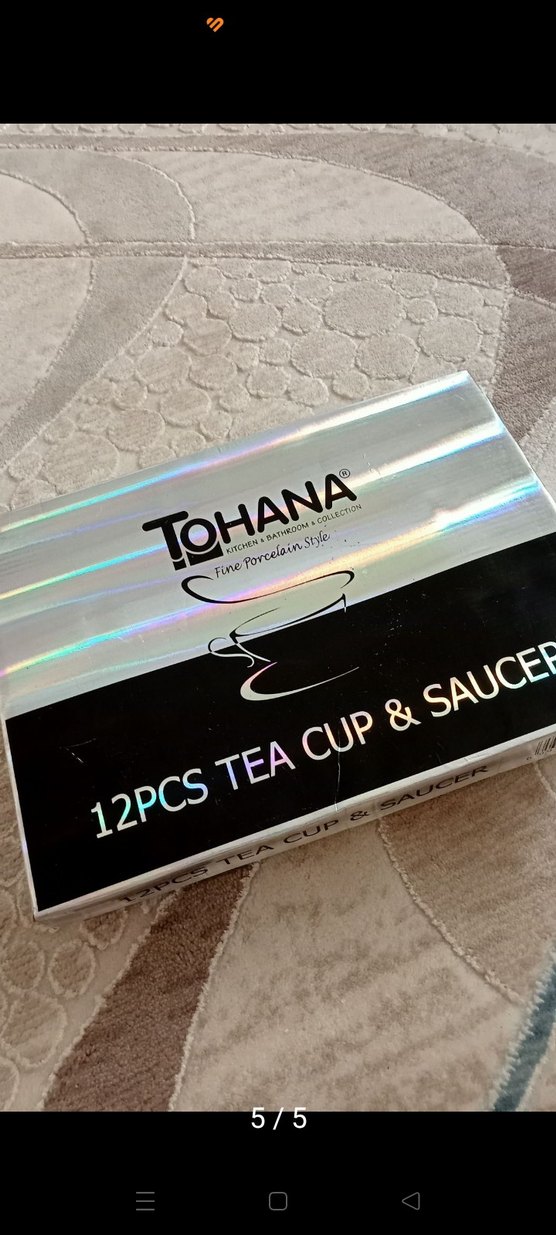 TOHANA®
KITCHEN & BATHROOM & COLLECTION
Fine Porcelain Style
12PCS TEA CUP & SAUCER
12PCS TEA CUP & SAUCER
5 / 5